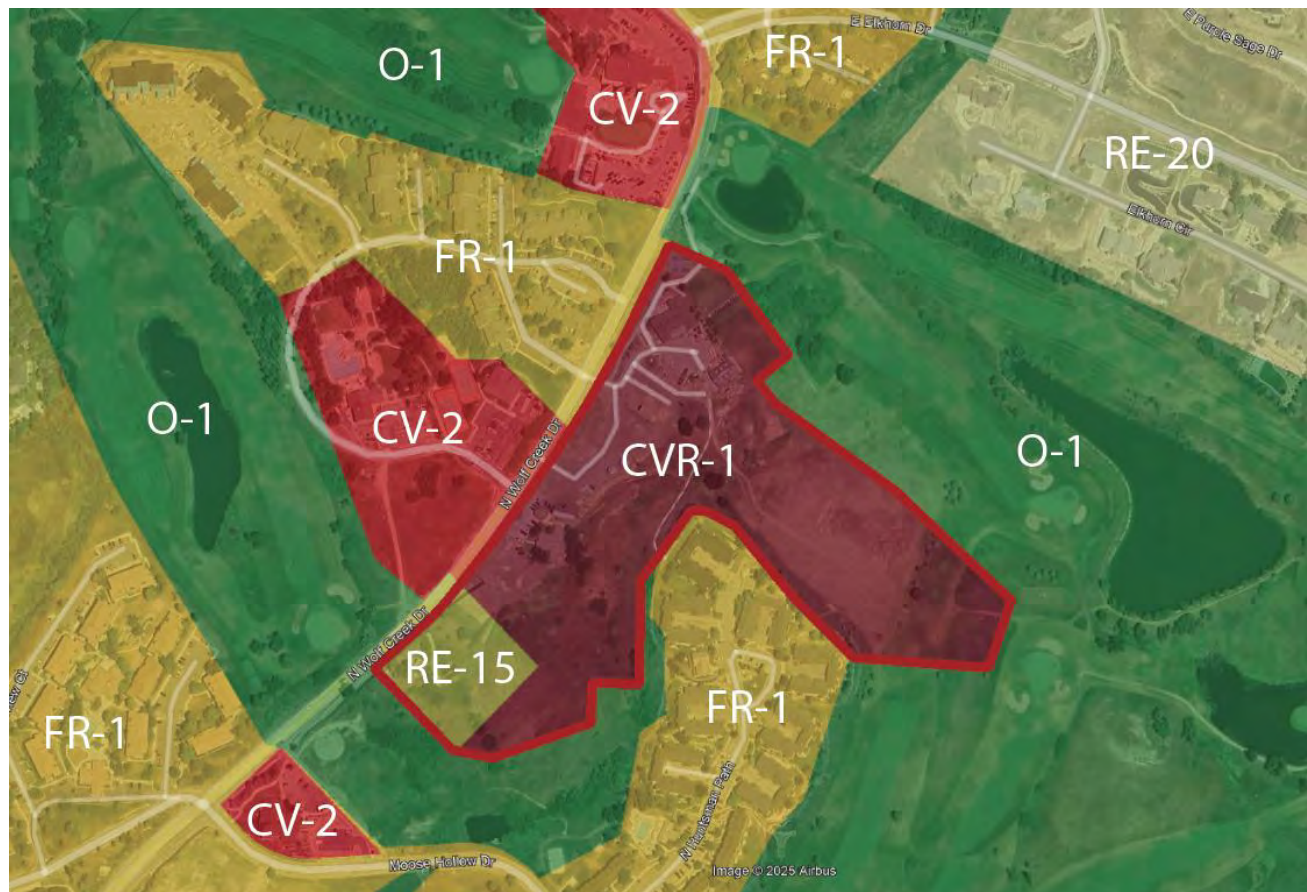 E Elkhorn Dr
E Purple Sage Dr
FR-1
O-1
CV-2
RE-20
Elkhorn Cir
FR-1
O-1
CV-2
N Wolf Creek Dr
CVR-1
O-1
N Wolf Creek Dr
RE-15
FR-1
FR-1
CV-2
N Huntsman Path
Moose Hollow Dr
Image © 2025 Airbus